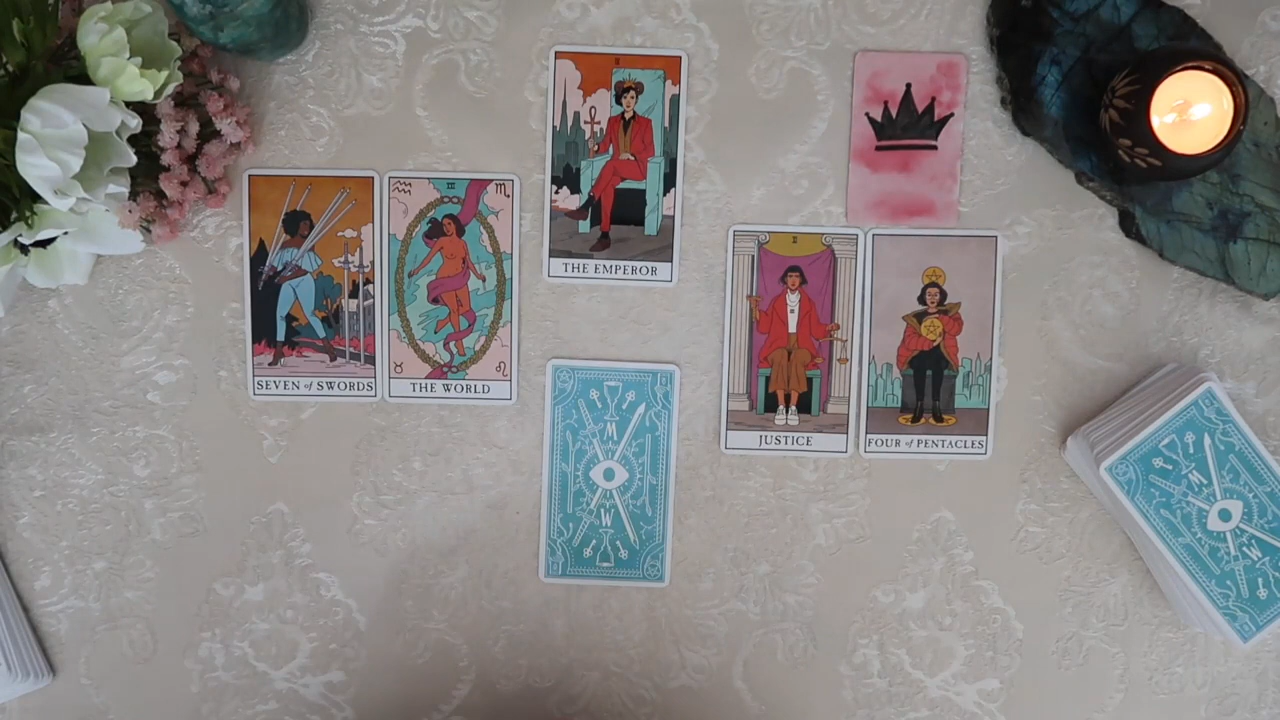 THE EMPEROR
SEVEN of SWORDS
THE WORLD
JUSTICE
FOUR of PENTACLES
M
W
M
W